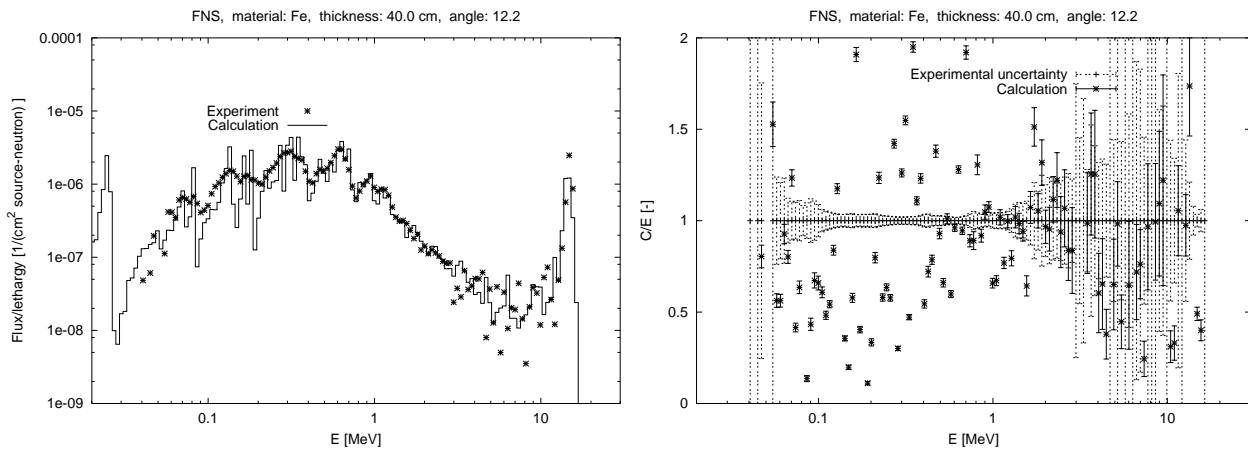 FNS, material: Fe, thickness: 40.0 cm, angle: 12.2
0.0001
1e-05
1e-06
1e-07
1e-08
1e-09
Flux/lethargy [1/(cm2 source-neutron) ]
Experiment
Calculation
0.1
1
10
E [MeV]
FNS, material: Fe, thickness: 40.0 cm, angle: 12.2
2
1.5
1
0.5
0
C/E [-]
Experimental uncertainty
Calculation
0.1
1
10
E [MeV]